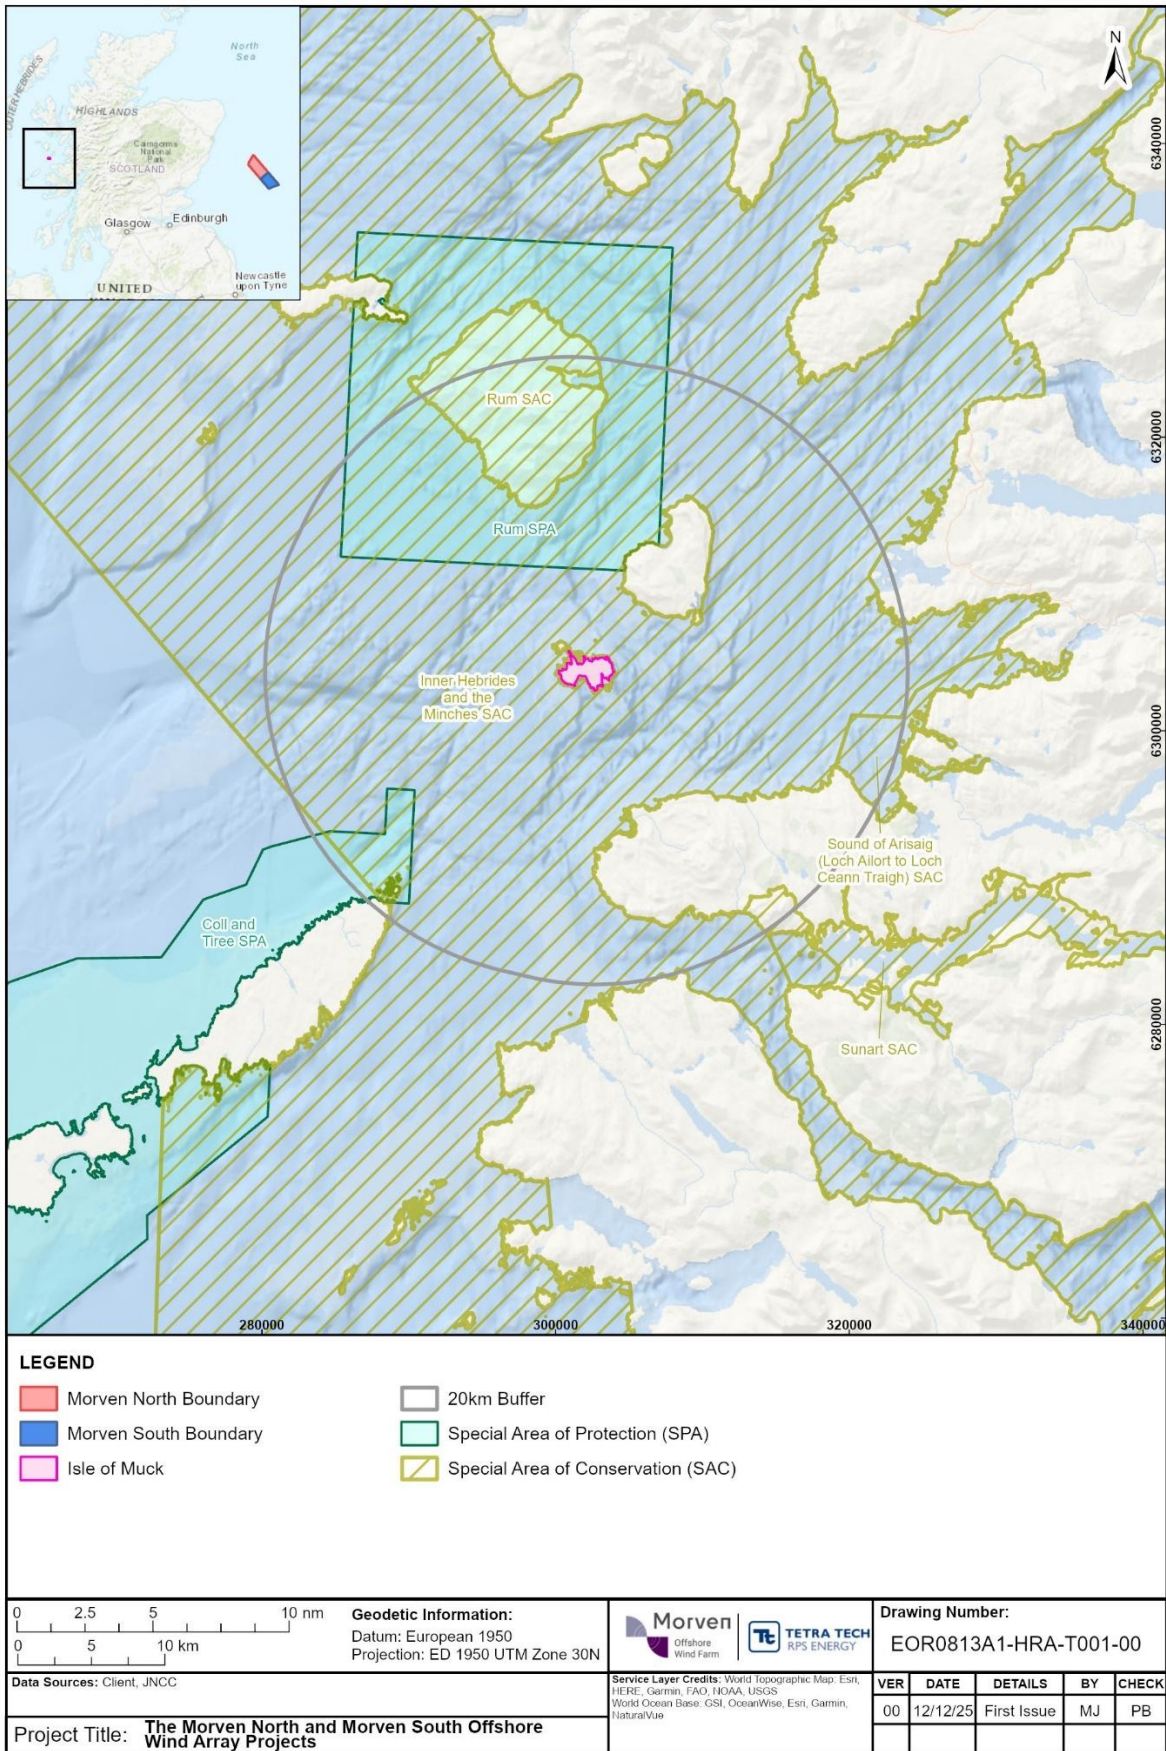 North
Sea
OUTER HEBRIDES
HIGHLANDS
Cairngorms
National
Park
SCOTLAND
Glasgow
Edinburgh
Newcastle
upon Tyne
UNITED
N
6340000
6320000
6300000
6280000
Rum SAC
Rum SPA
Inner Hebrides
and the
Minches SAC
Sound of Arisaig
(Loch Ailort to Loch
Ceann Traigh) SAC
Coll and
Tiree SPA
Sunart SAC
280000
300000
320000
340000
LEGEND
Morven North Boundary
Morven South Boundary
Isle of Muck
20km Buffer
Special Area of Protection (SPA)
Special Area of Conservation (SAC)
0 2.5 5 10 nm
0 5 10 km
Geodetic Information:
Datum: European 1950
Projection: ED 1950 UTM Zone 30N
Morven
Offshore
Wind Farm
Tt
TETRA TECH
RPS ENERGY
Drawing Number:
EOR0813A1-HRA-T001-00
Data Sources: Client, JNCC
Service Layer Credits: World Topographic Map: Esri,
HERE, Garmin, FAO, NOAA, USGS
World Ocean Base: GSI, OceanWise, Esri, Garmin,
NaturalVue
VER DATE DETAILS BY CHECK
00 12/12/25 First Issue MJ PB
Project Title: The Morven North and Morven South Offshore
Wind Array Projects